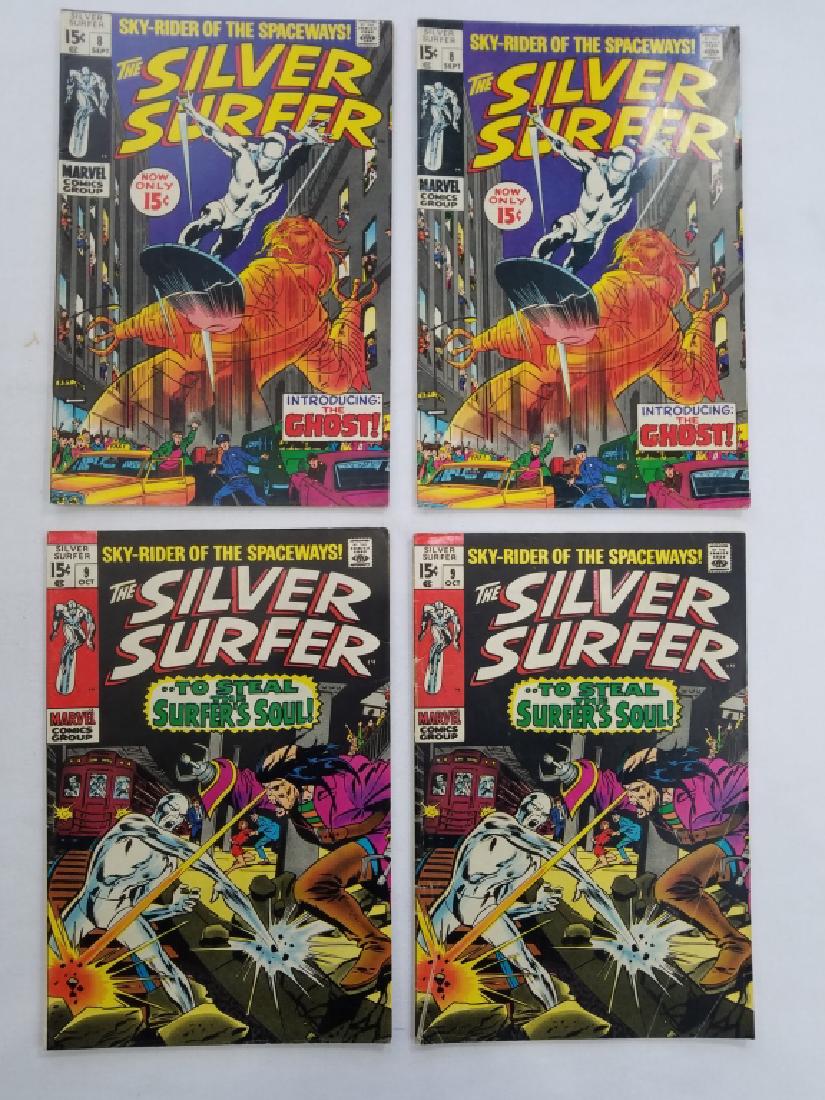 SILVER SURFER
15¢ 8 SEPT
SKY-RIDER OF THE SPACEWAYS!
THE SILVER SURFER
MARVEL COMICS GROUP
NOW ONLY 15¢
INTRODUCING:
THE
GHOST!
SILVER SURFER
15¢ 8 SEPT
SKY-RIDER OF THE SPACEWAYS!
THE SILVER SURFER
MARVEL COMICS GROUP
NOW ONLY 15¢
INTRODUCING:
THE
GHOST!
SILVER SURFER
15¢ 9 OCT
SKY-RIDER OF THE SPACEWAYS!
THE SILVER SURFER
MARVEL COMICS GROUP
..TO STEAL
THE
SURFER'S SOUL!
SILVER SURFER
15¢ 9 OCT
SKY-RIDER OF THE SPACEWAYS!
THE SILVER SURFER
MARVEL COMICS GROUP
..TO STEAL
THE
SURFER'S SOUL!